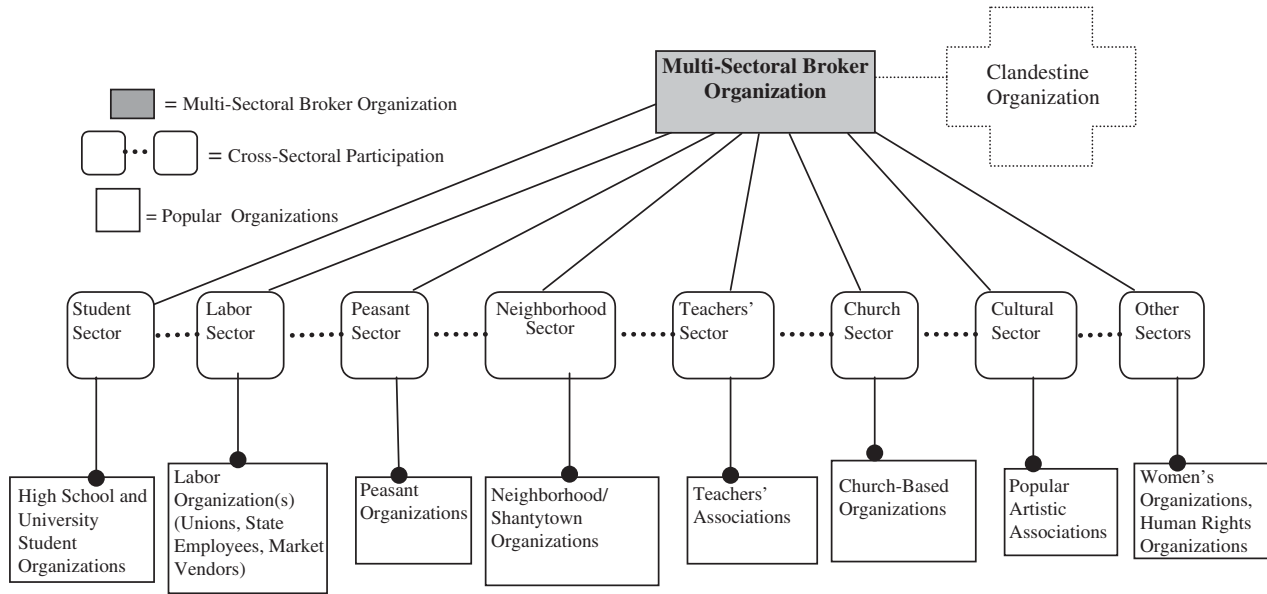 Multi-Sectoral Broker
Organization
Clandestine
Organization
= Multi-Sectoral Broker Organization
= Cross-Sectoral Participation
= Popular Organizations
Student
Sector
Labor
Sector
Peasant
Sector
Neighborhood
Sector
Teachers'
Sector
Church
Sector
Cultural
Sector
Other
Sectors
High School and
University
Student
Organizations
Labor
Organization(s)
(Unions, State
Employees, Market
Vendors)
Peasant
Organizations
Neighborhood/
Shantytown
Organizations
Teachers'
Associations
Church-Based
Organizations
Popular
Artistic
Associations
Women's
Organizations,
Human Rights
Organizations